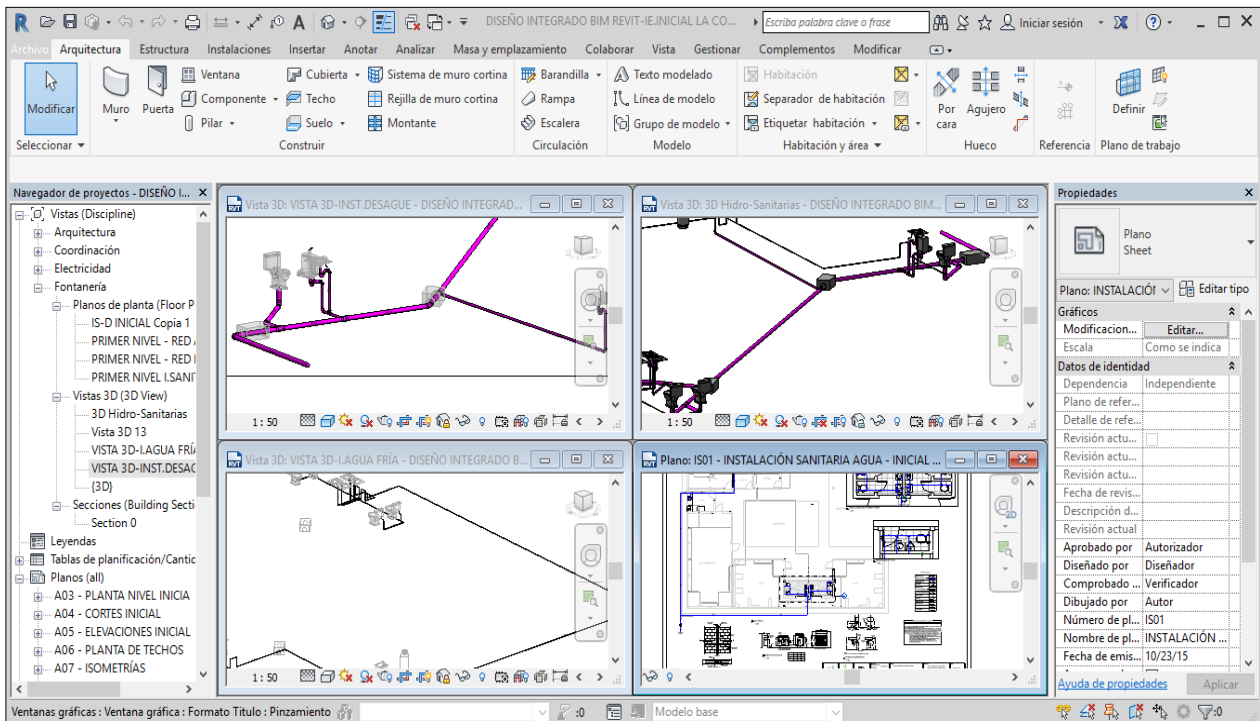 DISEÑO INTEGRADO BIM REVIT-IE.INICIAL LA CO... Escriba palabra clave o frase Iniciar sesión
Archivo Arquitectura Estructura Instalaciones Insertar Anotar Analizar Masa y emplazamiento Colaborar Vista Gestionar Complementos Modificar
Ventana Cubierta Sistema de muro cortina Barandilla Texto modelado Habitación
Modificar Muro Puerta Componente Techo Rejilla de muro cortina Rampa Línea de modelo Separador de habitación Por cara Agujero Definir
Pilar Suelo Montante Escalera Grupo de modelo Etiquetar habitación
Seleccionar Construir Circulación Modelo Habitación y área Hueco Referencia Plano de trabajo
Navegador de proyectos - DISEÑO I...
Vistas (Discipline)
Arquitectura
Coordinación
Electricidad
Fontanería
Planos de planta (Floor P
IS-D INICIAL Copia 1
PRIMER NIVEL - RED
PRIMER NIVEL - RED
PRIMER NIVEL I.SANI
Vistas 3D (3D View)
3D Hidro-Sanitarias
Vista 3D 13
VISTA 3D-I.AGUA FRÍ
VISTA 3D-INST.DESAG
{3D}
Secciones (Building Secti
Section 0
Leyendas
Tablas de planificación/Cantic
Planos (all)
A03 - PLANTA NIVEL INICIA
A04 - CORTES INICIAL
A05 - ELEVACIONES INICIAL
A06 - PLANTA DE TECHOS
A07 - ISOMETRÍAS
Vista 3D: VISTA 3D-INST.DESAGUE - DISEÑO INTEGRAD...
1 : 50
Vista 3D: 3D Hidro-Sanitarias - DISEÑO INTEGRADO BIM...
1 : 50
Vista 3D: VISTA 3D-I.AGUA FRÍA - DISEÑO INTEGRADO B...
1 : 50
Plano: IS01 - INSTALACIÓN SANITARIA AGUA - INICIAL ...
2D
Propiedades
Plano
Sheet
Plano: INSTALACIÓI Editar tipo
Gráficos
Modificacion... Editar...
Escala Como se indica
Datos de identidad
Dependencia Independiente
Plano de refer...
Detalle de refe...
Revisión actu...
Revisión actu...
Revisión actu...
Fecha de revis...
Descripción d...
Revisión actual
Aprobado por Autorizador
Diseñado por Diseñador
Comprobado ... Verificador
Dibujado por Autor
Número de pl... IS01
Nombre de pl... INSTALACIÓN ...
Fecha de emis... 10/23/15
Ayuda de propiedades Aplicar
Ventanas gráficas : Ventana gráfica : Formato Titulo : Pinzamiento :0 Modelo base :0